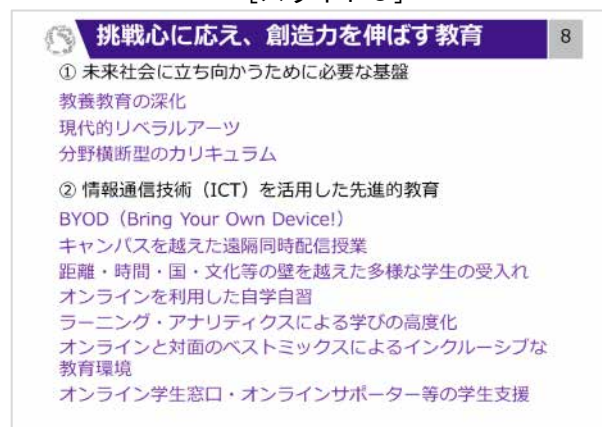 挑戦心に応え、創造力を伸ばす教育
8
① 未来社会に立ち向かうために必要な基盤
教養教育の深化
現代的リベラルアーツ
分野横断型のカリキュラム
② 情報通信技術（ICT）を活用した先進的教育
BYOD（Bring Your Own Device!）
キャンパスを越えた遠隔同時配信授業
距離・時間・国・文化等の壁を越えた多様な学生の受入れ
オンラインを利用した自学自習
ラーニング・アナリティクスによる学びの高度化
オンラインと対面のベストミックスによるインクルーシブな
教育環境
オンライン学生窓口・オンラインサポーター等の学生支援